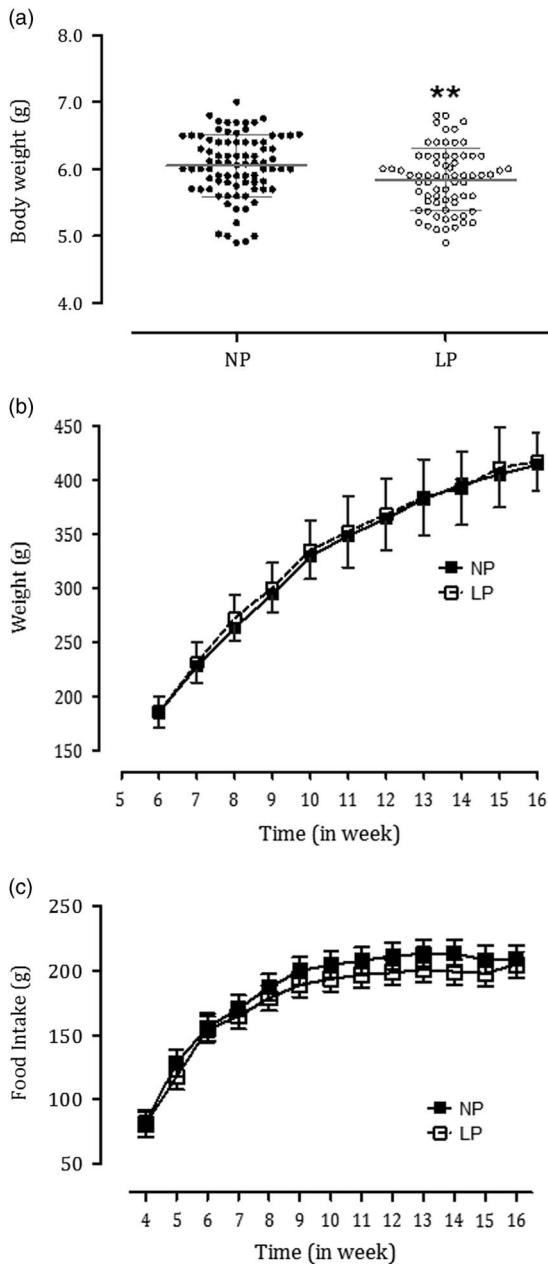 (a)
8.0
7.0
6.0
5.0
4.0
Body weight (g)
**
NP LP
(b)
450
400
350
300
250
200
150
Weight (g)
NP
LP
5 6 7 8 9 10 11 12 13 14 15 16
Time (in week)
(c)
250
200
150
100
50
Food Intake (g)
NP
LP
4 5 6 7 8 9 10 11 12 13 14 15 16
Time (in week)